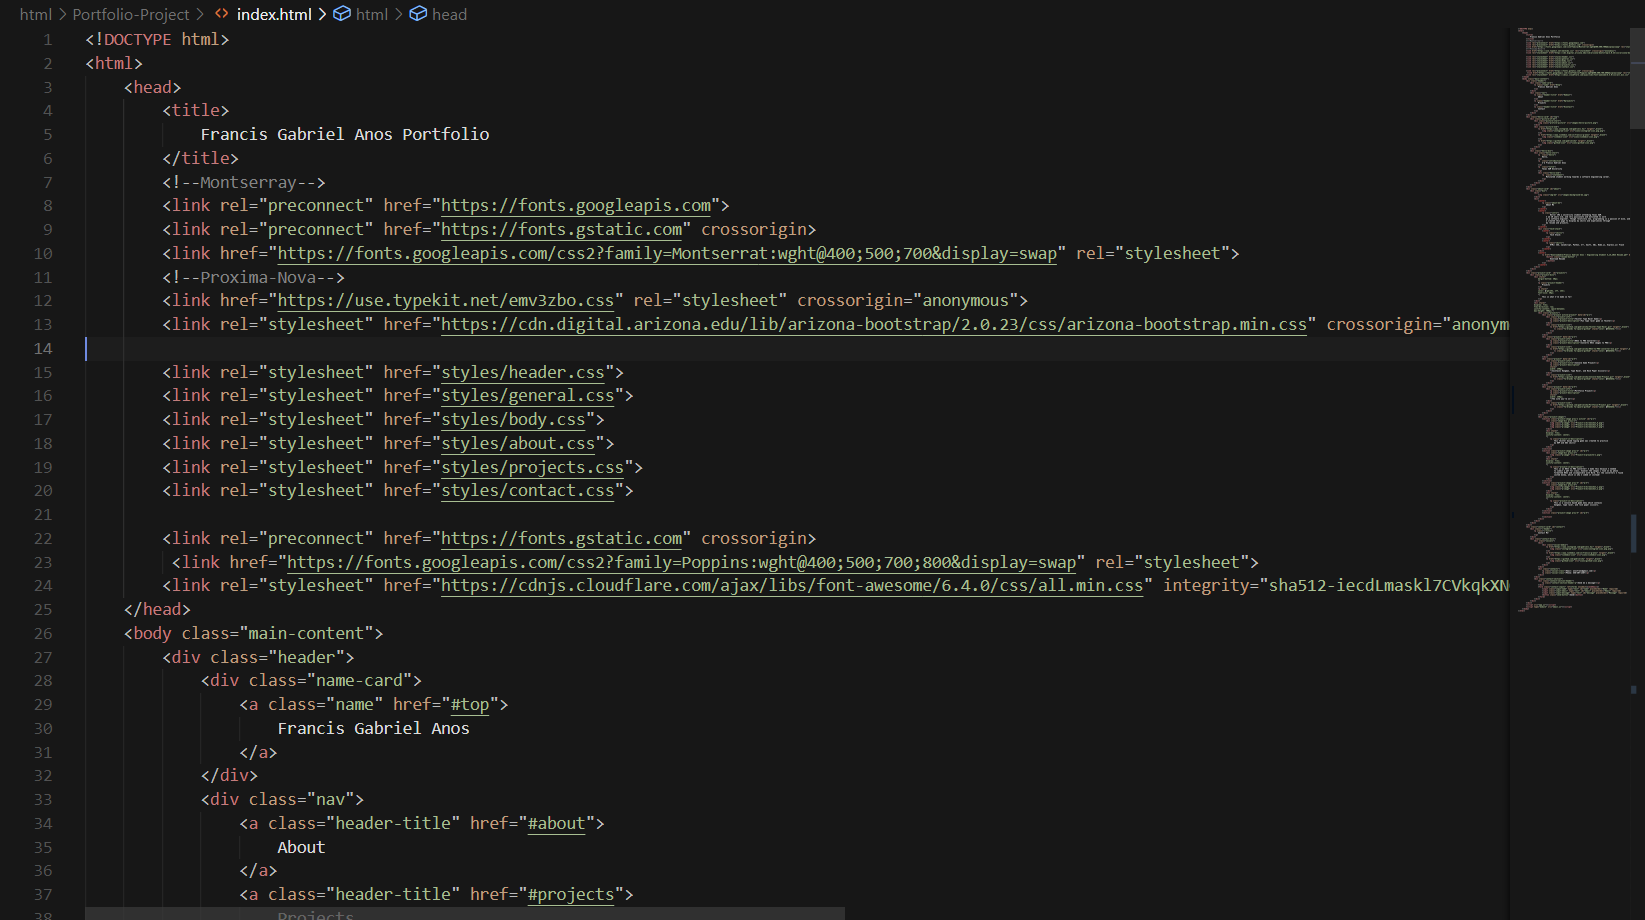 html > Portfolio-Project > <> index.html > html > head
1 <!DOCTYPE html>
2 <html>
3 <head>
4 <title>
5 Francis Gabriel Anos Portfolio
6 </title>
7 <!--Montserray-->
8 <link rel="preconnect" href="https://fonts.googleapis.com">
9 <link rel="preconnect" href="https://fonts.gstatic.com" crossorigin>
10 <link href="https://fonts.googleapis.com/css2?family=Montserrat:wght@400;500;700&display=swap" rel="stylesheet">
11 <!--Proxima-Nova-->
12 <link href="https://use.typekit.net/emv3zbo.css" rel="stylesheet" crossorigin="anonymous">
13 <link rel="stylesheet" href="https://cdn.digital.arizona.edu/lib/arizona-bootstrap/2.0.23/css/arizona-bootstrap.min.css" crossorigin="anonym
14
15 <link rel="stylesheet" href="styles/header.css">
16 <link rel="stylesheet" href="styles/general.css">
17 <link rel="stylesheet" href="styles/body.css">
18 <link rel="stylesheet" href="styles/about.css">
19 <link rel="stylesheet" href="styles/projects.css">
20 <link rel="stylesheet" href="styles/contact.css">
21
22 <link rel="preconnect" href="https://fonts.gstatic.com" crossorigin>
23 <link href="https://fonts.googleapis.com/css2?family=Poppins:wght@400;500;700;800&display=swap" rel="stylesheet">
24 <link rel="stylesheet" href="https://cdnjs.cloudflare.com/ajax/libs/font-awesome/6.4.0/css/all.min.css" integrity="sha512-iecdLmaskl7CVkqkXN
25 </head>
26 <body class="main-content">
27 <div class="header">
28 <div class="name-card">
29 <a class="name" href="#top">
30 Francis Gabriel Anos
31 </a>
32 </div>
33 <div class="nav">
34 <a class="header-title" href="#about">
35 About
36 </a>
37 <a class="header-title" href="#projects">
38 Projects